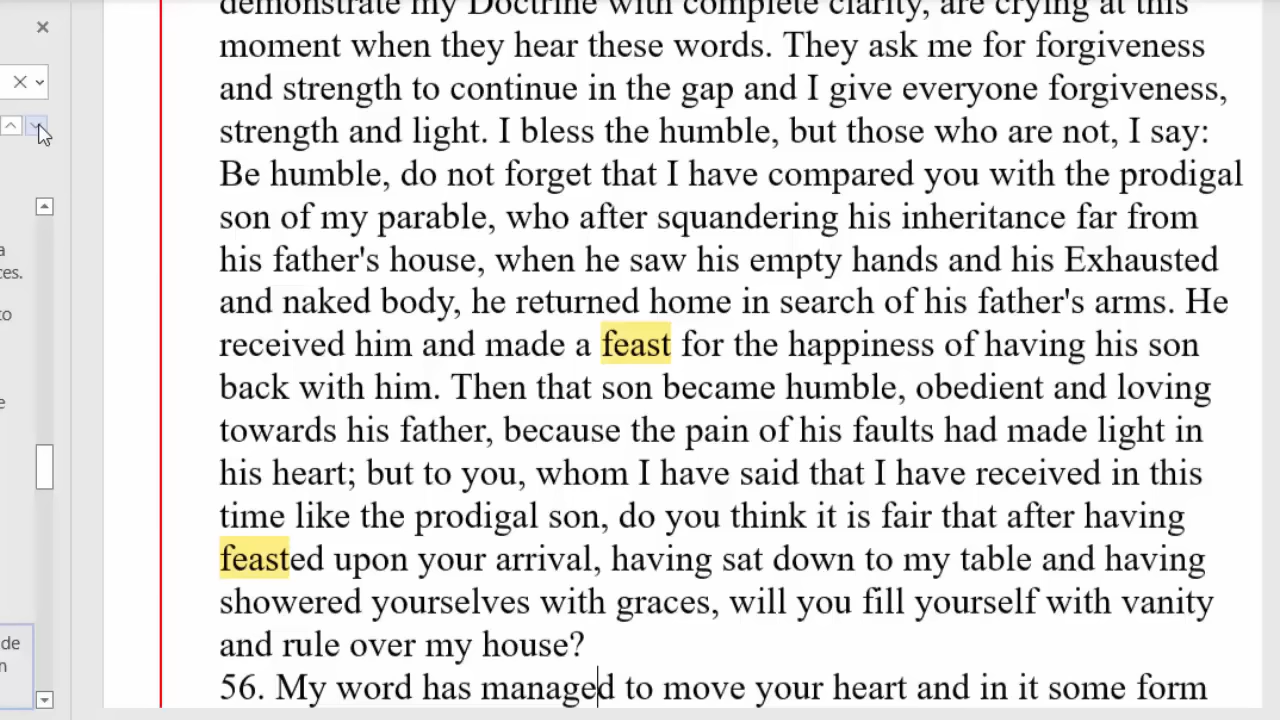 demonstrate my Doctrine with complete clarity, are crying at this
moment when they hear these words. They ask me for forgiveness
and strength to continue in the gap and I give everyone forgiveness,
strength and light. I bless the humble, but those who are not, I say:
Be humble, do not forget that I have compared you with the prodigal
son of my parable, who after squandering his inheritance far from
his father's house, when he saw his empty hands and his Exhausted
and naked body, he returned home in search of his father's arms. He
received him and made a feast for the happiness of having his son
back with him. Then that son became humble, obedient and loving
towards his father, because the pain of his faults had made light in
his heart; but to you, whom I have said that I have received in this
time like the prodigal son, do you think it is fair that after having
feasted upon your arrival, having sat down to my table and having
showered yourselves with graces, will you fill yourself with vanity
and rule over my house?
56. My word has managed to move your heart and in it some form